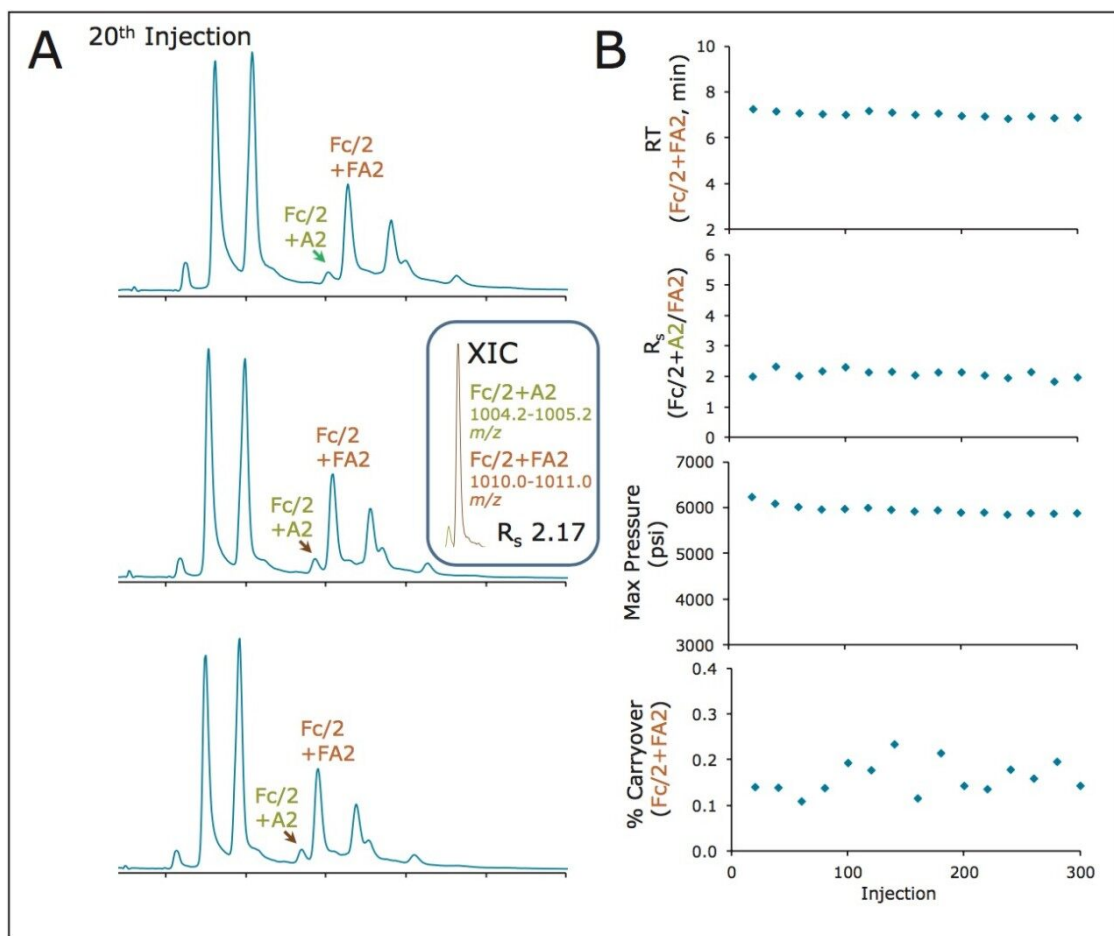 A
20th Injection
Fc/2
+FA2
Fc/2
+A2
Fc/2
+FA2
Fc/2
+A2
XIC
Fc/2+A2
1004.2-1005.2
m/z
Fc/2+FA2
1010.0-1011.0
m/z
Rs 2.17
Fc/2
+FA2
Fc/2
+A2
B
RT
(Fc/2+FA2, min)
10
8
6
4
2
Rs
(Fc/2+A2/FA2)
6
5
4
3
2
1
0
Max Pressure
(psi)
7000
6000
5000
4000
3000
% Carryover
(Fc/2+FA2)
0.4
0.3
0.2
0.1
0.0
0 100 200 300
Injection